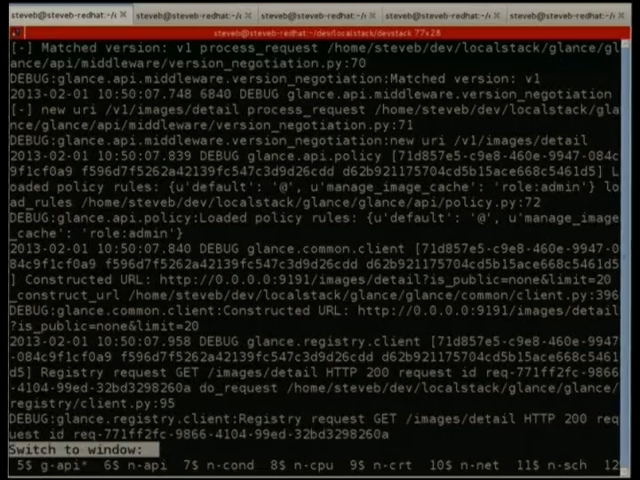 steveb@steveb-redhat:~/c steveb@steveb-redhat:~/c steveb@steveb-redhat:~/c steveb@steveb-redhat:~/c steveb@steveb-redhat:~/c
steveb@steveb-redhat:~/dev/localstack/devstack 77x28
[-] Matched version: v1 process_request /home/steveb/dev/localstack/glance/gl
ance/api/middleware/version_negotiation.py:70
DEBUG:glance.api.middleware.version_negotiation:Matched version: v1
2013-02-01 10:50:07.748 6840 DEBUG glance.api.middleware.version_negotiation
[-] new uri /v1/images/detail process_request /home/steveb/dev/localstack/gla
nce/glance/api/middleware/version_negotiation.py:71
DEBUG:glance.api.middleware.version_negotiation:new uri /v1/images/detail
2013-02-01 10:50:07.839 DEBUG glance.api.policy [71d857e5-c9e8-460e-9947-084c
9f1cf0a9 f596d7f5262a42139fc547c3d9d26cdd d62b921175704cd5b15ace668c5461d5] L
oaded policy rules: {u'default': '@', u'manage_image_cache': 'role:admin'} lo
ad_rules /home/steveb/dev/localstack/glance/glance/api/policy.py:72
DEBUG:glance.api.policy:Loaded policy rules: {u'default': '@', u'manage_image
_cache': 'role:admin'}
2013-02-01 10:50:07.840 DEBUG glance.common.client [71d857e5-c9e8-460e-9947-0
84c9f1cf0a9 f596d7f5262a42139fc547c3d9d26cdd d62b921175704cd5b15ace668c5461d5
] Constructed URL: http://0.0.0.0:9191/images/detail?is_public=none&limit=20
_construct_url /home/steveb/dev/localstack/glance/glance/common/client.py:396
DEBUG:glance.common.client:Constructed URL: http://0.0.0.0:9191/images/detail
?is_public=none&limit=20
2013-02-01 10:50:07.958 DEBUG glance.registry.client [71d857e5-c9e8-460e-9947
-084c9f1cf0a9 f596d7f5262a42139fc547c3d9d26cdd d62b921175704cd5b15ace668c5461
d5] Registry request GET /images/detail HTTP 200 request id req-771ff2fc-9866
-4104-99ed-32bd3298260a do_request /home/steveb/dev/localstack/glance/glance/
registry/client.py:95
DEBUG:glance.registry.client:Registry request GET /images/detail HTTP 200 req
uest id req-771ff2fc-9866-4104-99ed-32bd3298260a
Switch to window:
5$ g-api* 6$ n-api 7$ n-cond 8$ n-cpu 9$ n-crt 10$ n-net 11$ n-sch 12